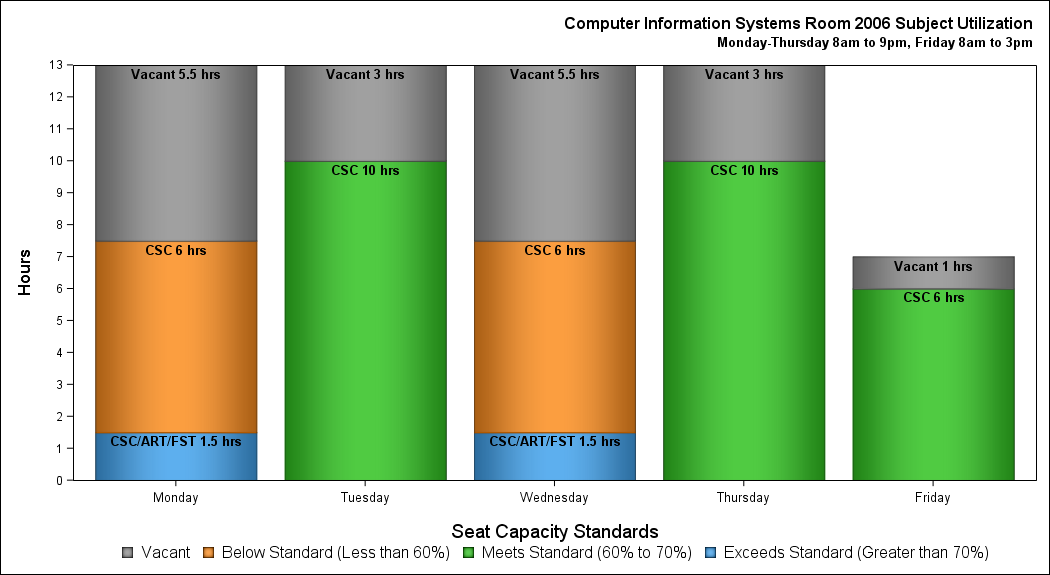 Computer Information Systems Room 2006 Subject Utilization
Monday-Thursday 8am to 9pm, Friday 8am to 3pm
Hours
13
12
11
10
9
8
7
6
5
4
3
2
1
0
Vacant 5.5 hrs
CSC 6 hrs
CSC/ART/FST 1.5 hrs
Vacant 3 hrs
CSC 10 hrs
Vacant 5.5 hrs
CSC 6 hrs
CSC/ART/FST 1.5 hrs
Vacant 3 hrs
CSC 10 hrs
Vacant 1 hrs
CSC 6 hrs
Monday Tuesday Wednesday Thursday Friday
Seat Capacity Standards
Vacant Below Standard (Less than 60%) Meets Standard (60% to 70%) Exceeds Standard (Greater than 70%)